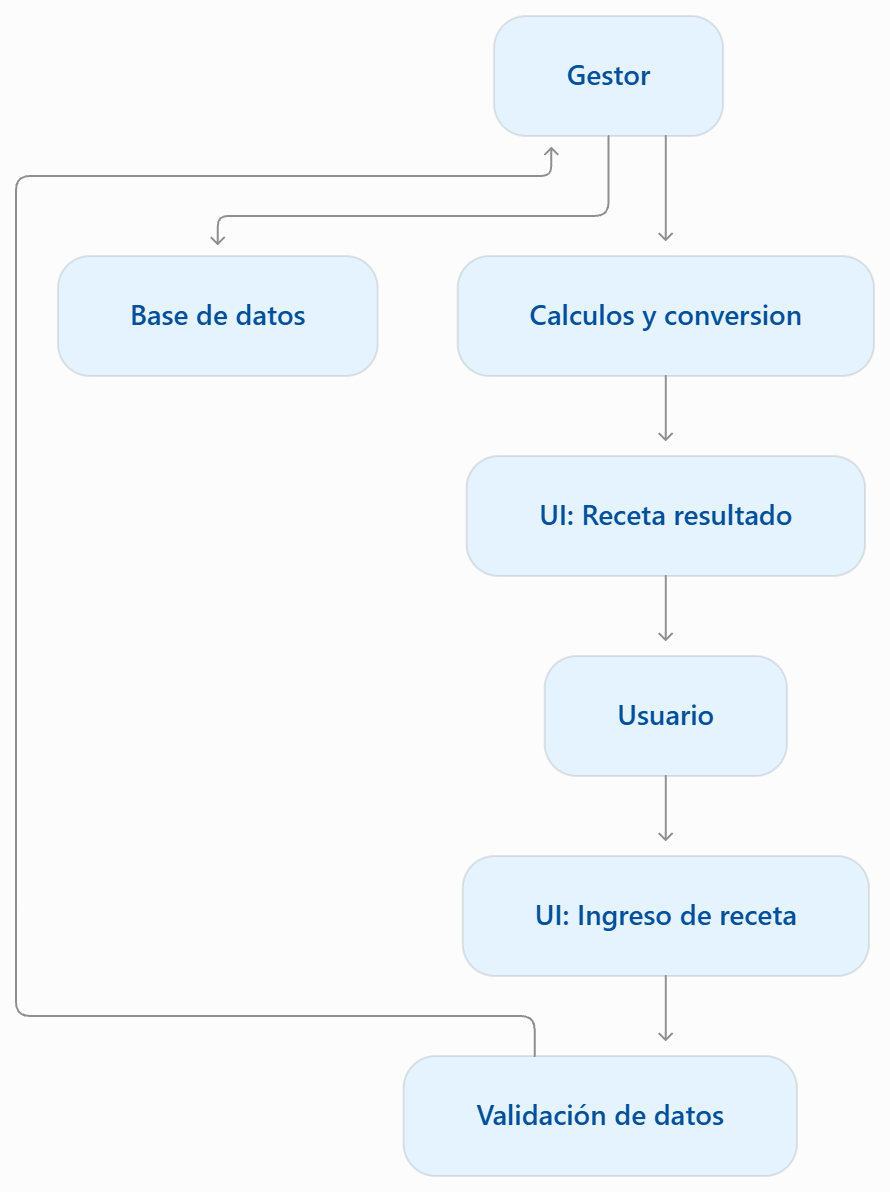 Gestor
Base de datos
Calculos y conversion
UI: Receta resultado
Usuario
UI: Ingreso de receta
Validación de datos